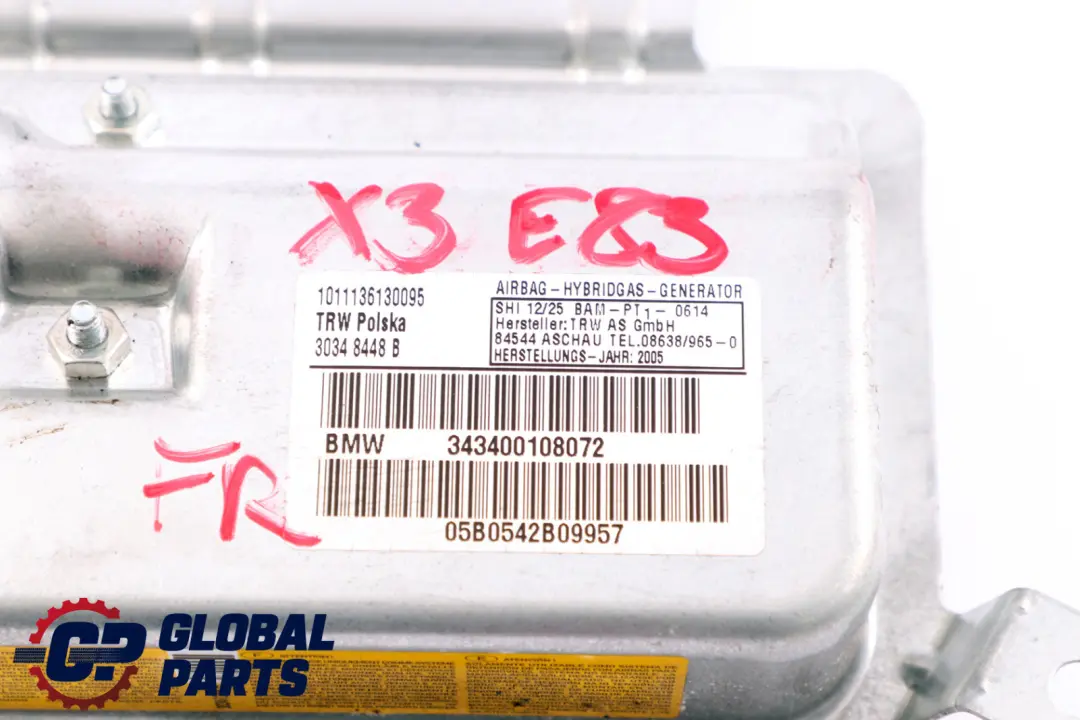 X3 E83
1011136130095
TRW Polska
3034 8448 B
AIRBAG-HYBRIDGAS-GENERATOR
SHI 12/25 BAM-PT1-0614
Hersteller:TRW AS GmbH
84544 ASCHAU TEL.08638/965-0
HERSTELLUNGS-JAHR: 2005
BMW 343400108072
05B0542B09957
FR
GP GLOBAL
PARTS